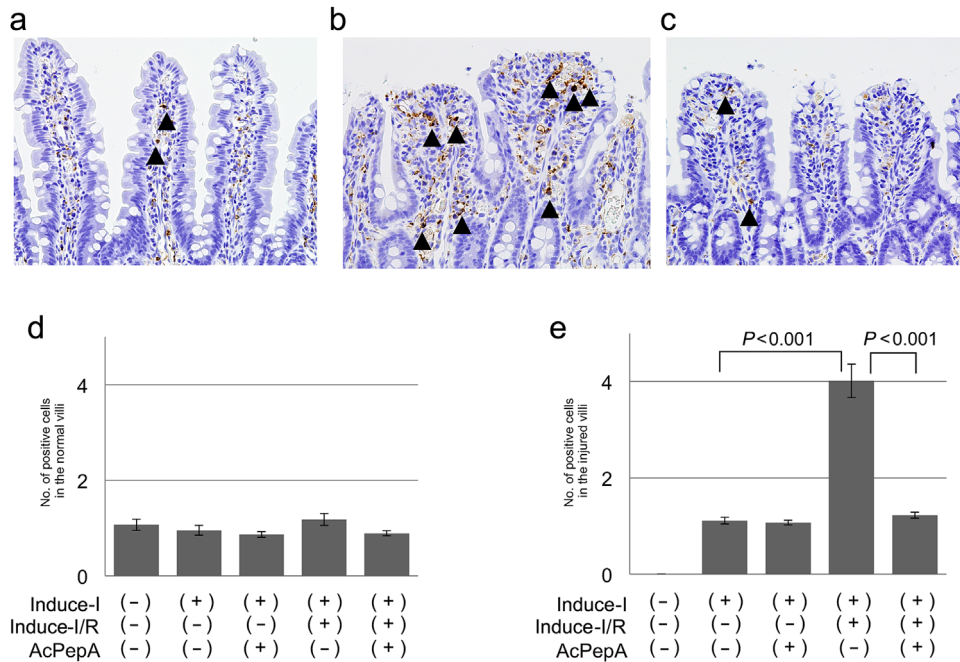 a
b
c
d
No. of positive cells
in the normal villi
4
2
0
Induce-I (−) (+) (+) (−) (+)
Induce-I/R (−) (−) (−) (+) (+)
AcPepA (−) (−) (+) (−) (+)
e
P<0.001 P<0.001
No. of positive cells
in the injured villi
4
2
0
Induce-I (−) (+) (+) (+) (+)
Induce-I/R (−) (−) (−) (+) (+)
AcPepA (−) (−) (+) (−) (+)